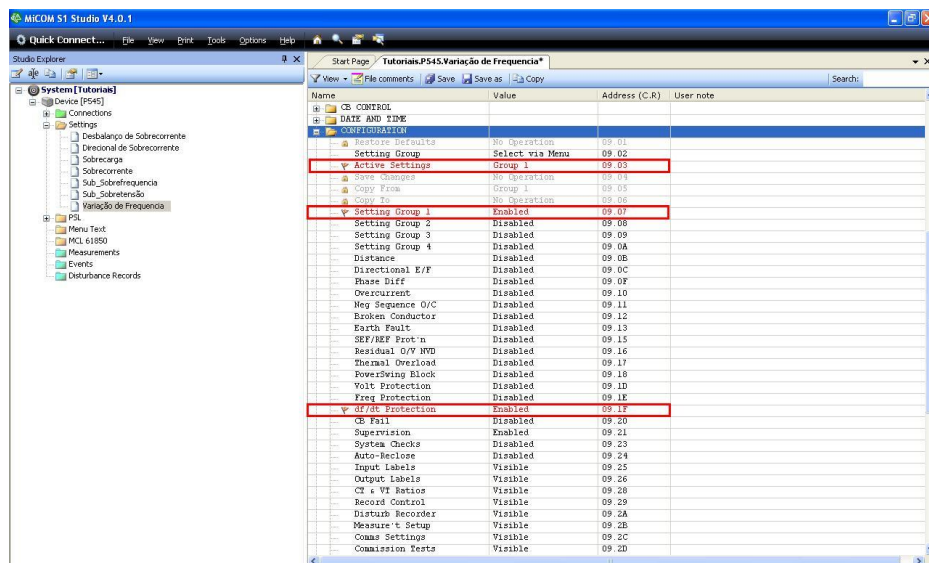 MiCOM S1 Studio V4.0.1
Quick Connect... File View Print Tools Options Help
Studio Explorer
Start Page Tutoriais.P545.Variação de Frequencia*
View File comments Save Save as Copy Search:
System [Tutoriais]
Device [P545]
Connections
Settings
Desbalanço de Sobrecorrente
Direcional de Sobrecorrente
Sobrecarga
Sobrecorrente
Sub_Sobrefrequencia
Sub_Sobretensão
Variação de Frequencia
PSL
Menu Text
MCL 61850
Measurements
Events
Disturbance Records
Name Value Address (C.R) User note
CB CONTROL
DATE AND TIME
CONFIGURATION
Restore Defaults No Operation 09.01
Setting Group Select via Menu 09.02
Active Settings Group 1 09.03
Save Changes No Operation 09.04
Copy From Group 1 09.05
Copy To No Operation 09.06
Setting Group 1 Enabled 09.07
Setting Group 2 Disabled 09.08
Setting Group 3 Disabled 09.09
Setting Group 4 Disabled 09.0A
Distance Disabled 09.0B
Directional E/F Disabled 09.0C
Phase Diff Disabled 09.0F
Overcurrent Disabled 09.10
Neg Sequence O/C Disabled 09.11
Broken Conductor Disabled 09.12
Earth Fault Disabled 09.13
SEF/REF Prot'n Disabled 09.15
Residual O/V NVD Disabled 09.16
Thermal Overload Disabled 09.17
PowerSwing Block Disabled 09.18
Volt Protection Disabled 09.1D
Freq Protection Disabled 09.1E
df/dt Protection Enabled 09.1F
CB Fail Disabled 09.20
Supervision Enabled 09.21
System Checks Disabled 09.23
Auto-Reclose Disabled 09.24
Input Labels Visible 09.25
Output Labels Visible 09.26
CT & VT Ratios Visible 09.28
Record Control Visible 09.29
Disturb Recorder Visible 09.2A
Measure't Setup Visible 09.2B
Comms Settings Visible 09.2C
Commission Tests Visible 09.2D